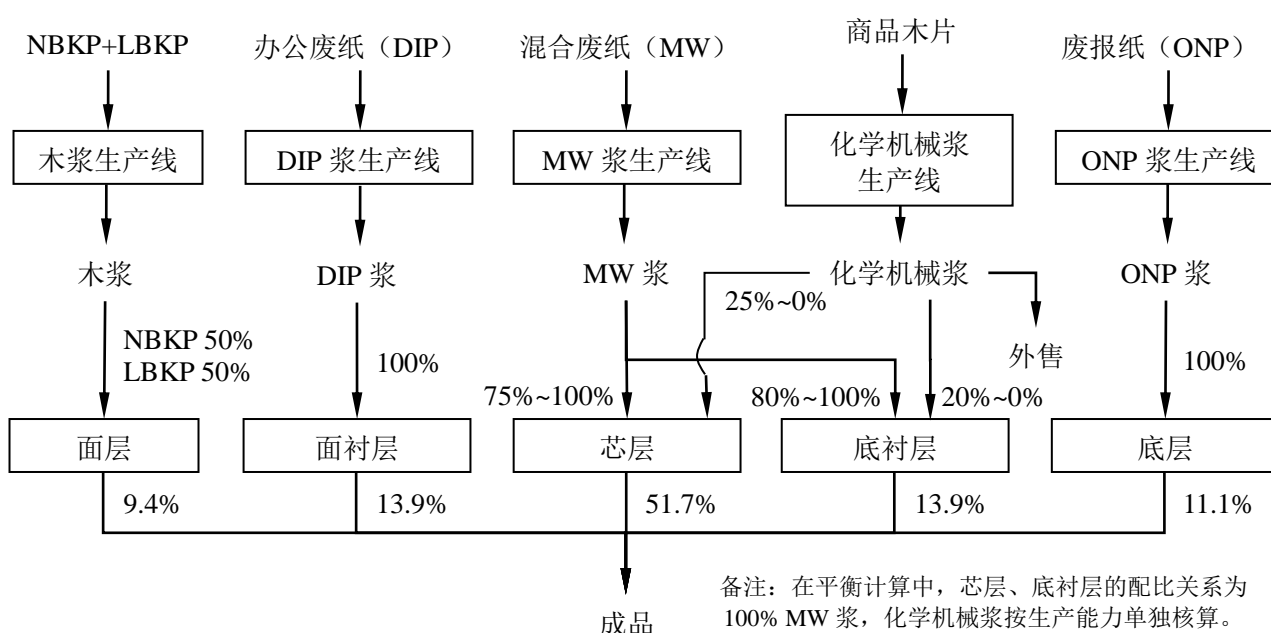 NBKP+LBKP
办公废纸（DIP）
混合废纸（MW）
商品木片
废报纸（ONP）
木浆生产线
DIP 浆生产线
MW 浆生产线
化学机械浆
生产线
ONP 浆生产线
木浆
DIP 浆
MW 浆
化学机械浆
ONP 浆
25%~0%
NBKP 50%
LBKP 50%
100%
外售
100%
75%~100%
80%~100%
20%~0%
面层
面衬层
芯层
底衬层
底层
9.4%
13.9%
51.7%
13.9%
11.1%
成品
备注：在平衡计算中，芯层、底衬层的配比关系为
100% MW 浆，化学机械浆按生产能力单独核算。